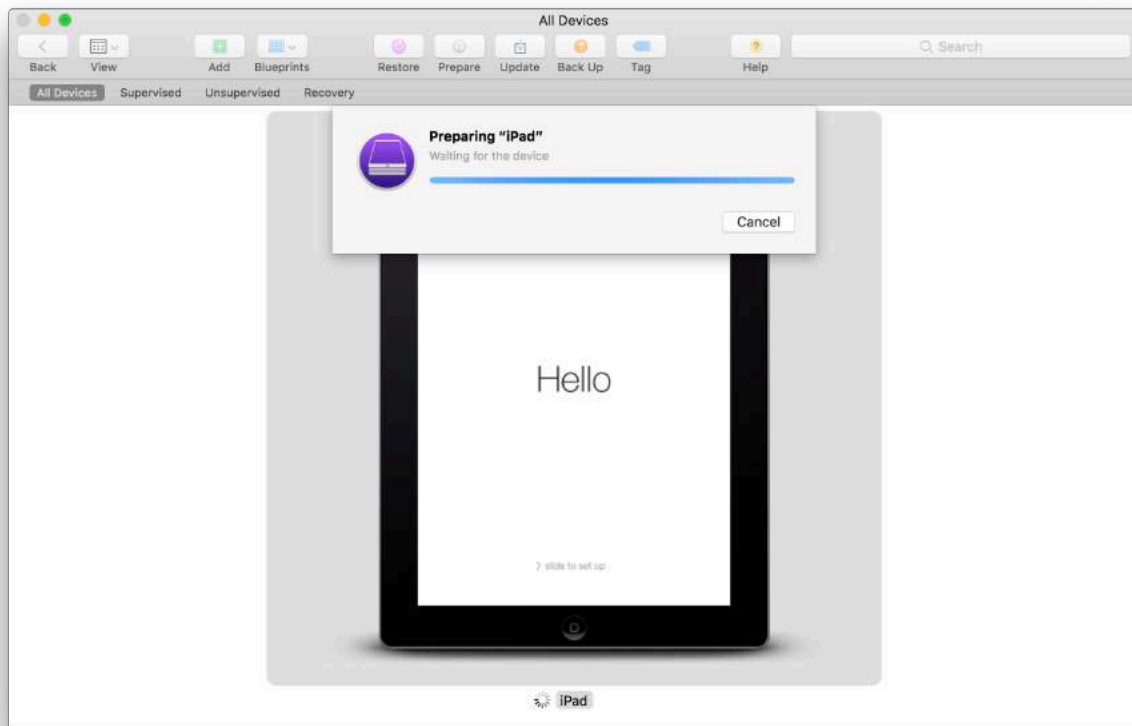 All Devices
Back View Add Blueprints Restore Prepare Update Back Up Tag Help Search
All Devices Supervised Unsupervised Recovery
Preparing “iPad”
Waiting for the device
Cancel
Hello
slide to set up
iPad